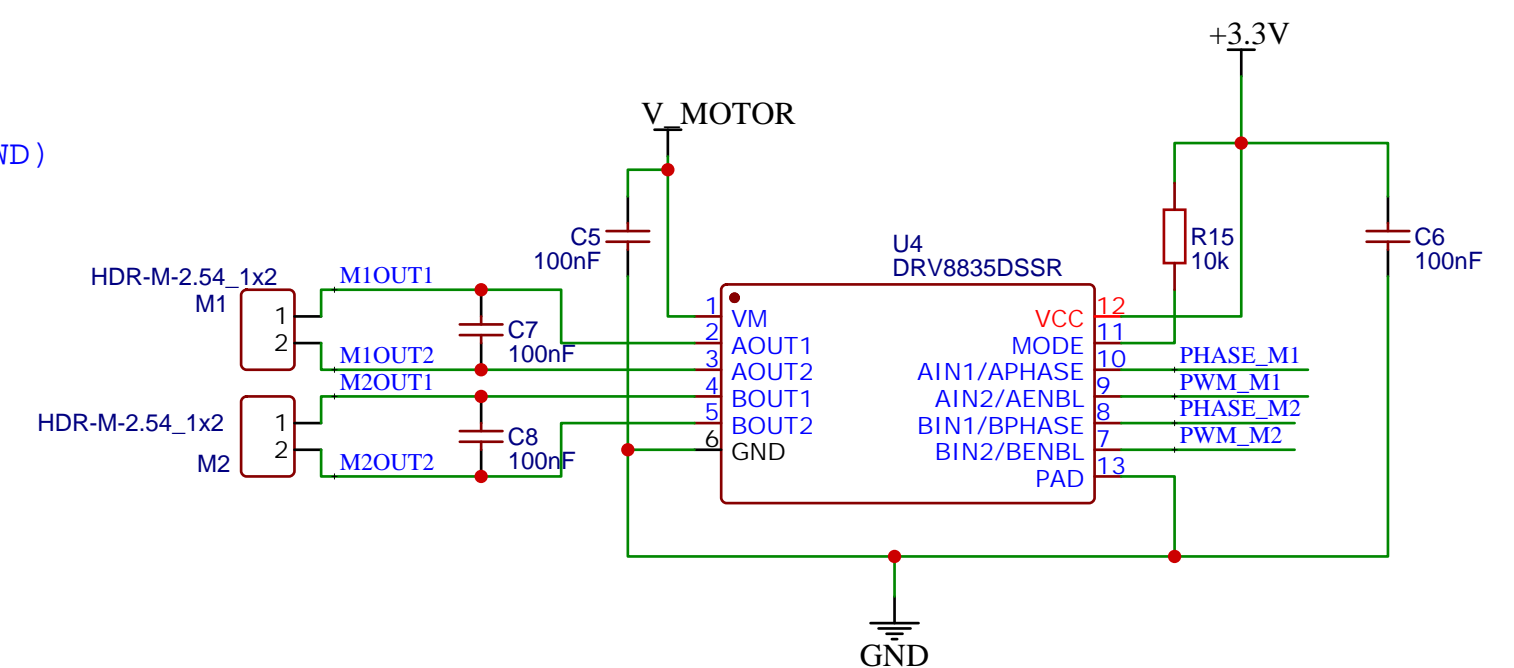 +3.3V
V_MOTOR
ND)
C5
100nF
U4
DRV8835DSSR
R15
10k
C6
100nF
HDR-M-2.54_1x2
M1
1
2
M1OUT1
M1OUT2
C7
100nF
M2OUT1
M2OUT2
HDR-M-2.54_1x2
M2
1
2
C8
100nF
1
VM
2
AOUT1
3
AOUT2
4
BOUT1
5
BOUT2
6
GND
12
VCC
11
MODE
10
AIN1/APHASE
PHASE_M1
9
AIN2/AENBL
PWM_M1
8
BIN1/BPHASE
PHASE_M2
7
BIN2/BENBL
PWM_M2
13
PAD
GND